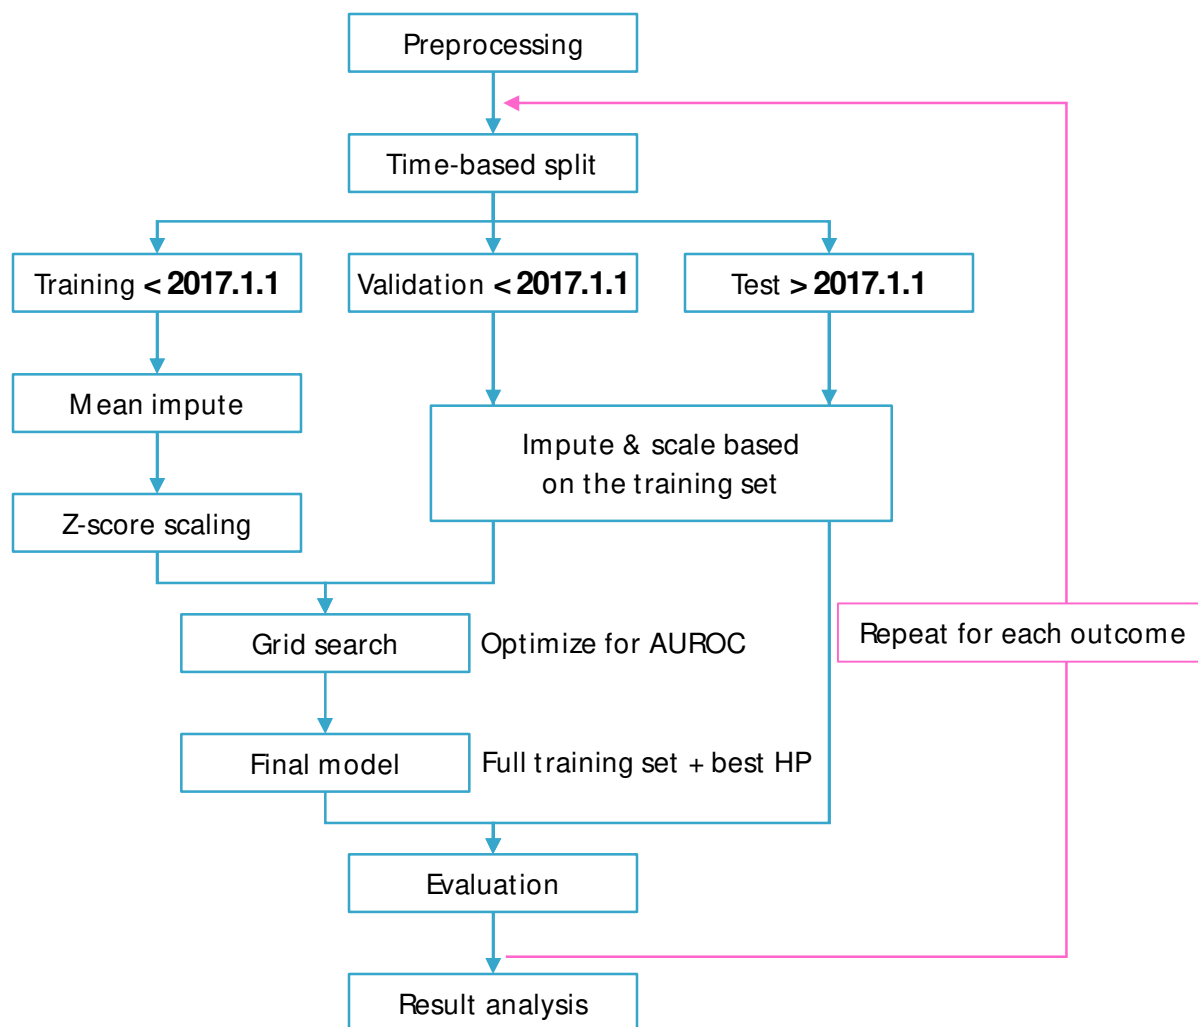 Preprocessing
Time-based split
Training < 2017.1.1
Validation < 2017.1.1
Test > 2017.1.1
Mean impute
Impute & scale based
on the training set
Z-score scaling
Grid search
Optimize for AUROC
Repeat for each outcome
Final model
Full training set + best HP
Evaluation
Result analysis